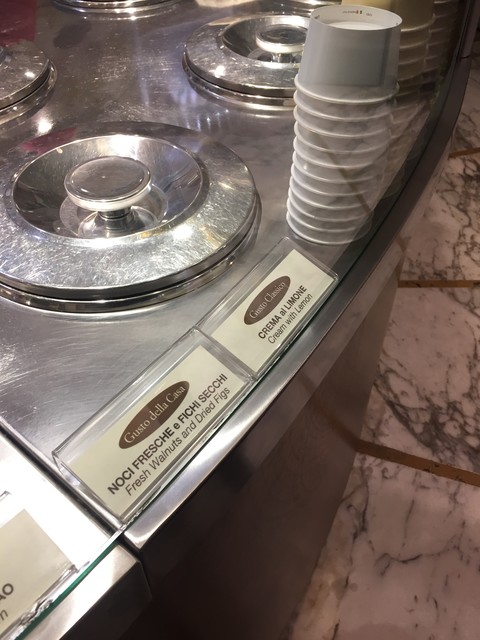 Gusto Classico
CREMA al LIMONE
Cream with Lemon
Gusto della Casa
NOCI FRESCHE e FICHI SECCHI
Fresh Walnuts and Dried Figs